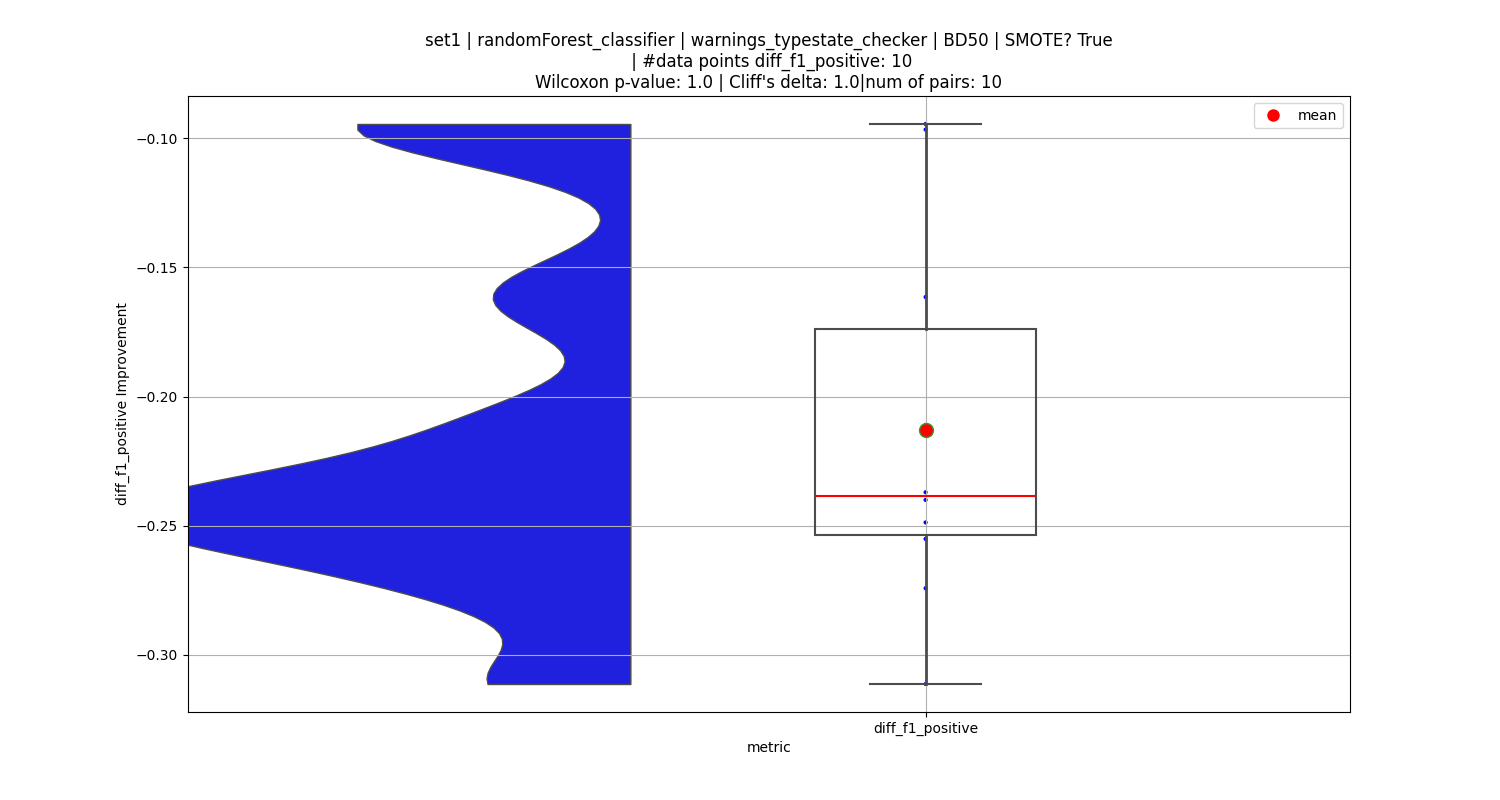 set1 | randomForest_classifier | warnings_typestate_checker | BD50 | SMOTE? True
| #data points diff_f1_positive: 10
Wilcoxon p-value: 1.0 | Cliff's delta: 1.0|num of pairs: 10
mean
−0.10
−0.15
−0.20
−0.25
−0.30
diff_f1_positive Improvement
diff_f1_positive
metric